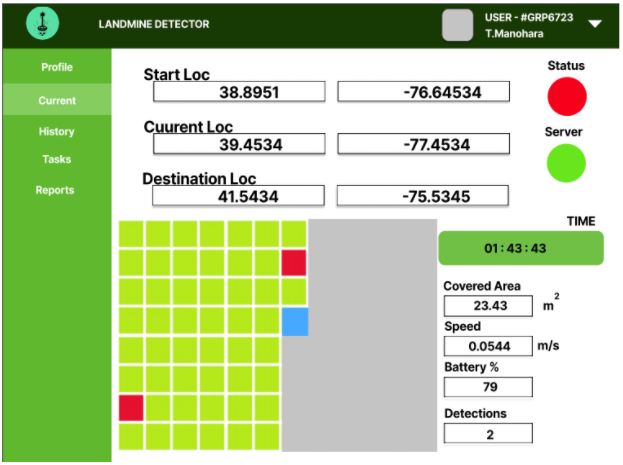 LANDMINE DETECTOR
USER - #GRP6723
T.Manohara
Profile
Current
History
Tasks
Reports
Start Loc
38.8951 -76.64534
Cuurent Loc
39.4534 -77.4534
Destination Loc
41.5434 -75.5345
Status
Server
TIME
01:43:43
Covered Area
23.43 m²
Speed
0.0544 m/s
Battery %
79
Detections
2